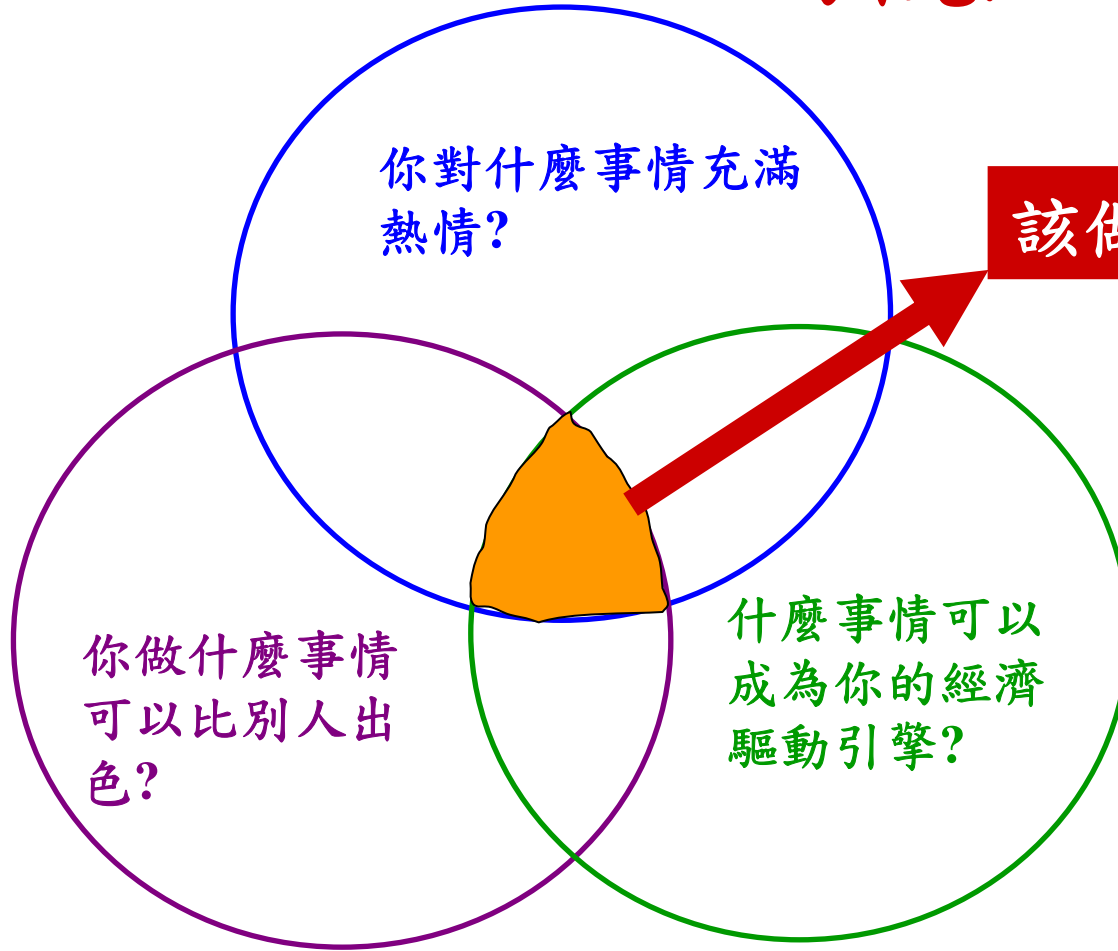 你對什麼事情充滿
熱情?
該做
你做什麼事情
可以比別人出
色?
什麼事情可以
成為你的經濟
驅動引擎?